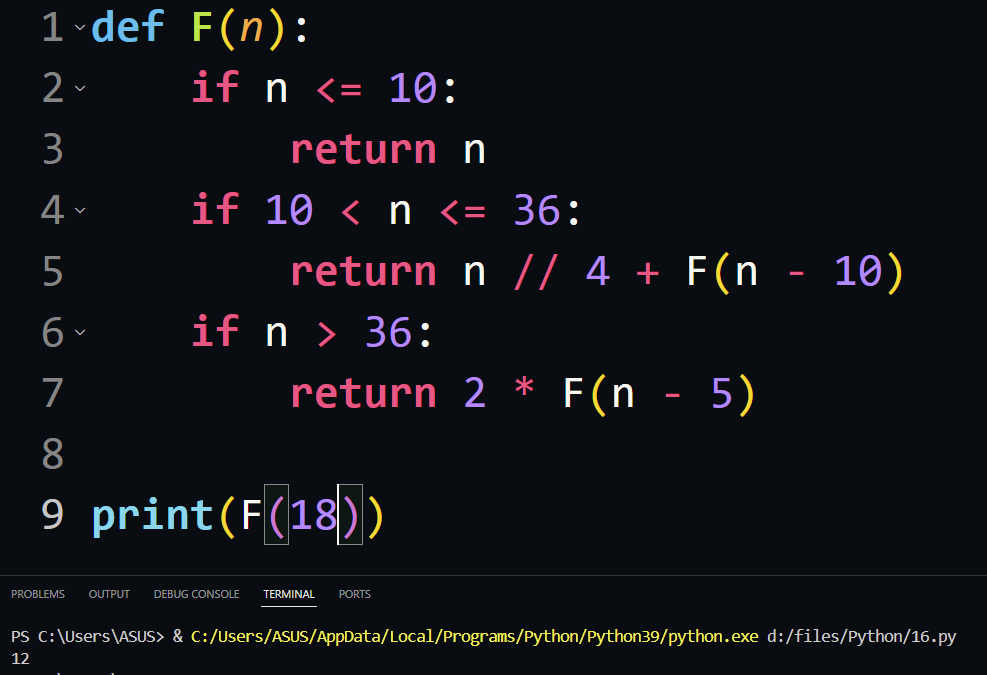 1 def F(n):
2     if n <= 10:
3         return n
4     if 10 < n <= 36:
5         return n // 4 + F(n - 10)
6     if n > 36:
7         return 2 * F(n - 5)
8
9 print(F(18))
PROBLEMS OUTPUT DEBUG CONSOLE TERMINAL PORTS
PS C:\Users\ASUS> & C:/Users/ASUS/AppData/Local/Programs/Python/Python39/python.exe d:/files/Python/16.py
12